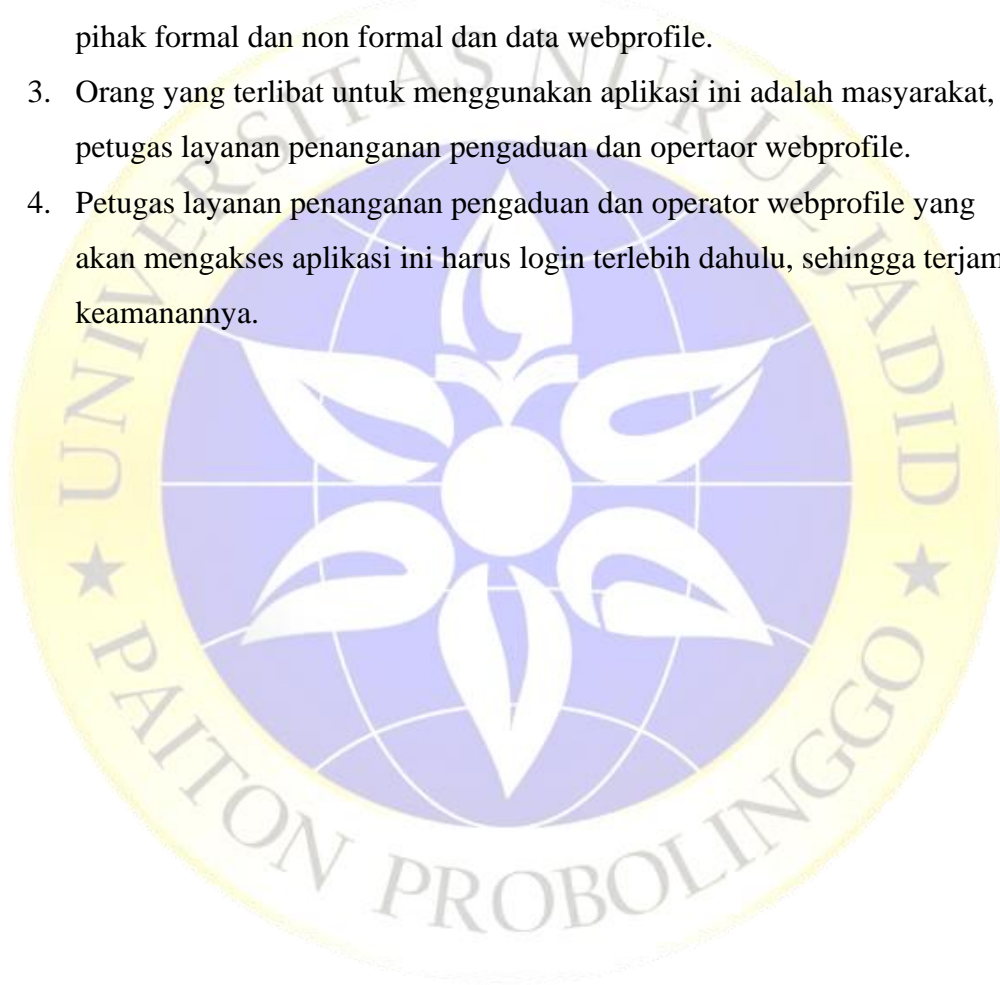 pihak formal dan non formal dan data webprofile.
3. Orang yang terlibat untuk menggunakan aplikasi ini adalah masyarakat,
petugas layanan penanganan pengaduan dan opertaor webprofile.
4. Petugas layanan penanganan pengaduan dan operator webprofile yang
akan mengakses aplikasi ini harus login terlebih dahulu, sehingga terjam
keamanannya.
UNIVERSITAS NURUL JADID
★ PAITON PROBOLINGGO ★